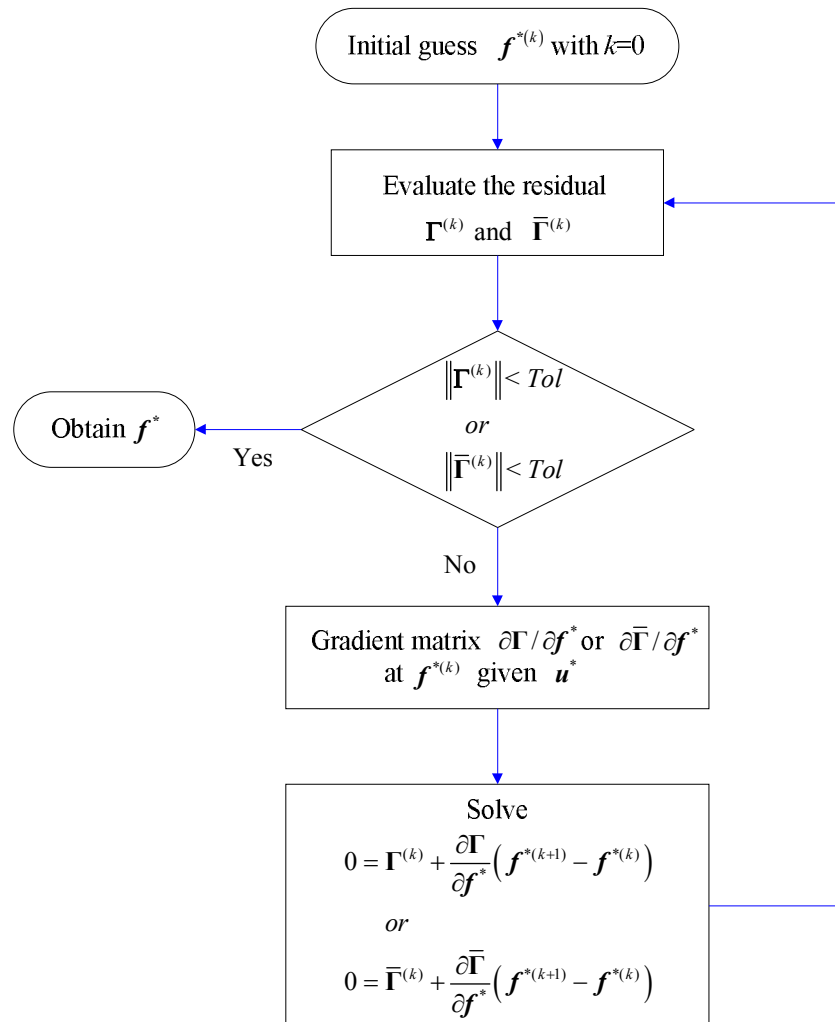 Initial guess f*(k) with k=0
Evaluate the residual
Γ(k) and Γ̅(k)
‖Γ(k)‖ < Tol
or
‖Γ̅(k)‖ < Tol
Obtain f*
Yes
No
Gradient matrix ∂Γ/∂f* or ∂Γ̅/∂f*
at f*(k) given u*
Solve
0 = Γ(k) + ∂Γ/∂f* (f*(k+1) − f*(k))
or
0 = Γ̅(k) + ∂Γ̅/∂f* (f*(k+1) − f*(k))